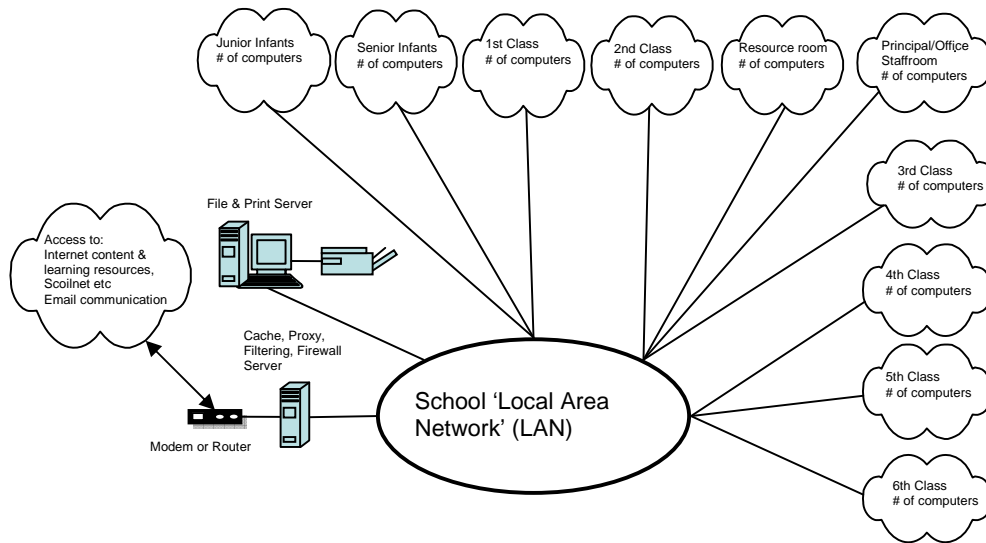 Junior Infants
# of computers
Senior Infants
# of computers
1st Class
# of computers
2nd Class
# of computers
Resource room
# of computers
Principal/Office
Staffroom
# of computers
3rd Class
# of computers
File & Print Server
Access to:
Internet content &
learning resources,
Scoilnet etc
Email communication
4th Class
# of computers
Cache, Proxy,
Filtering, Firewall
Server
5th Class
# of computers
School ‘Local Area
Network’ (LAN)
Modem or Router
6th Class
# of computers